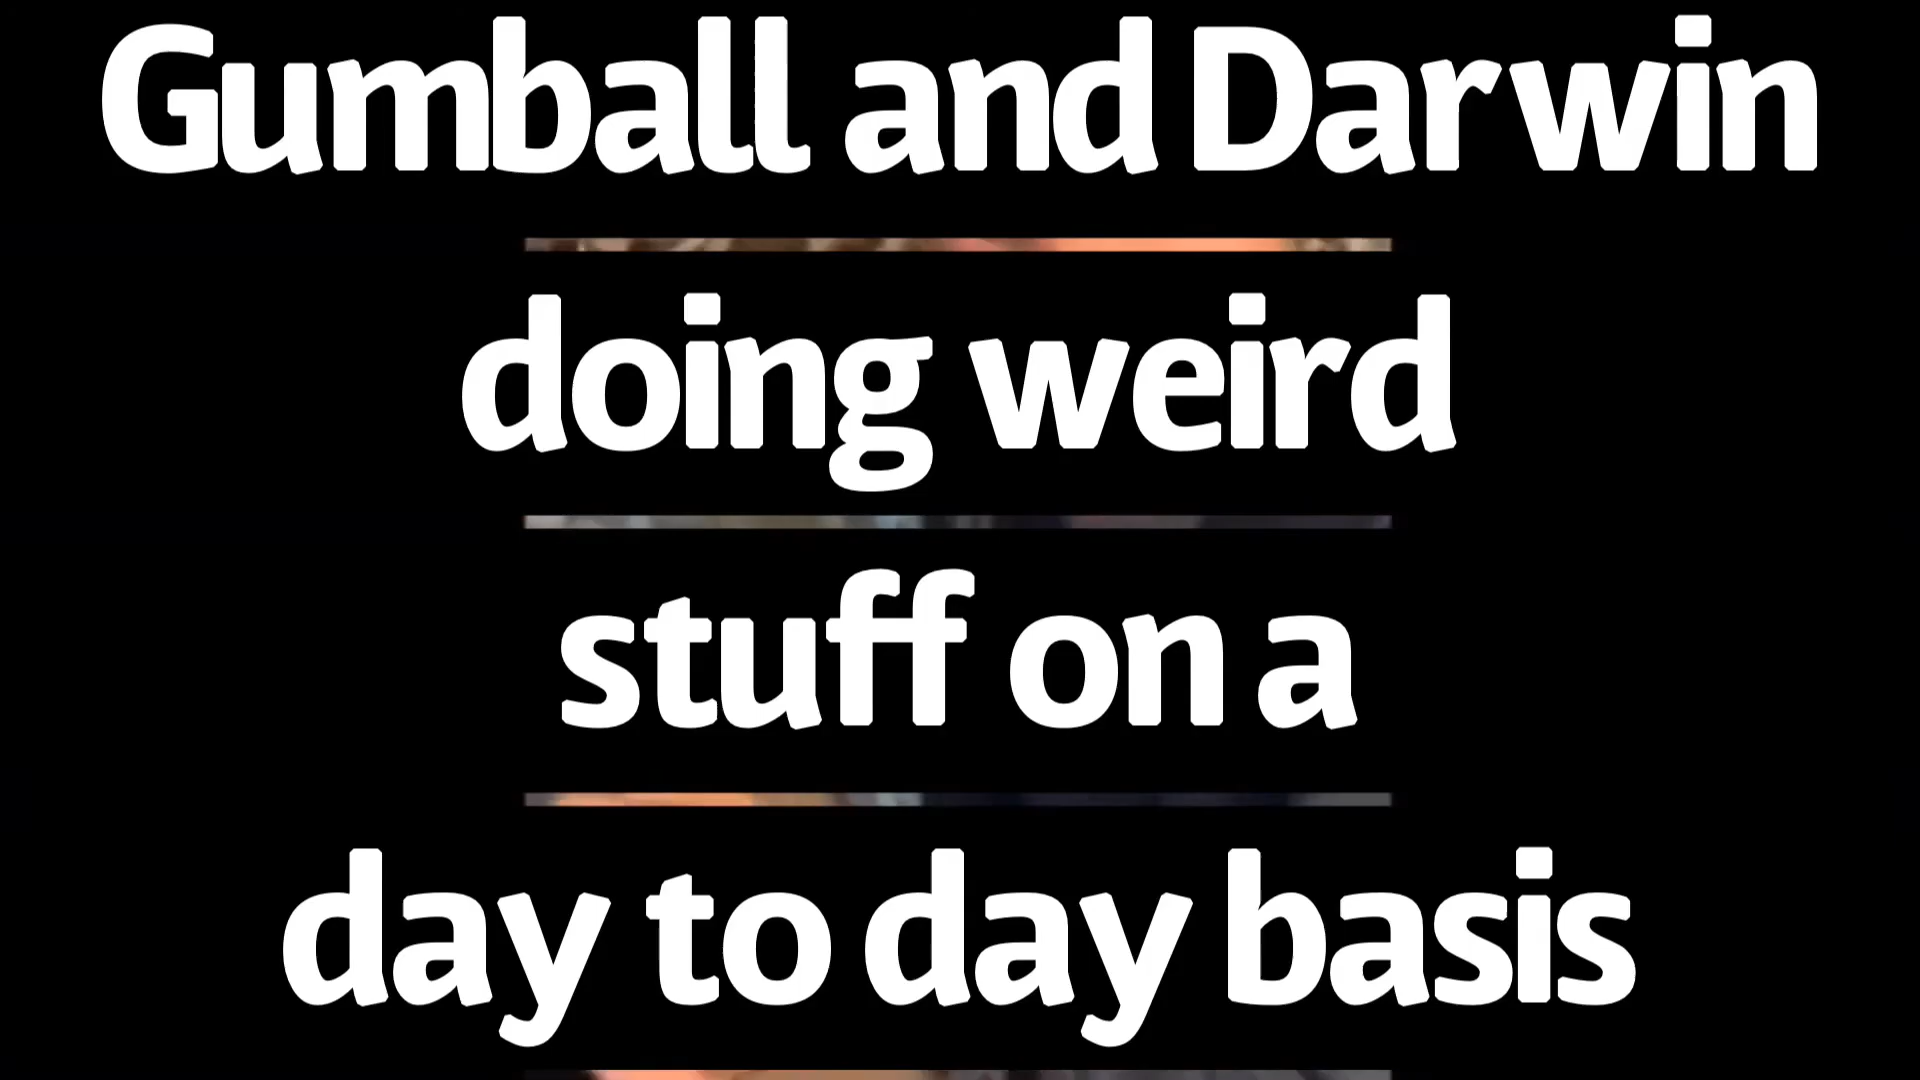 Gumball and Darwin
doing weird
stuff on a
day to day basis